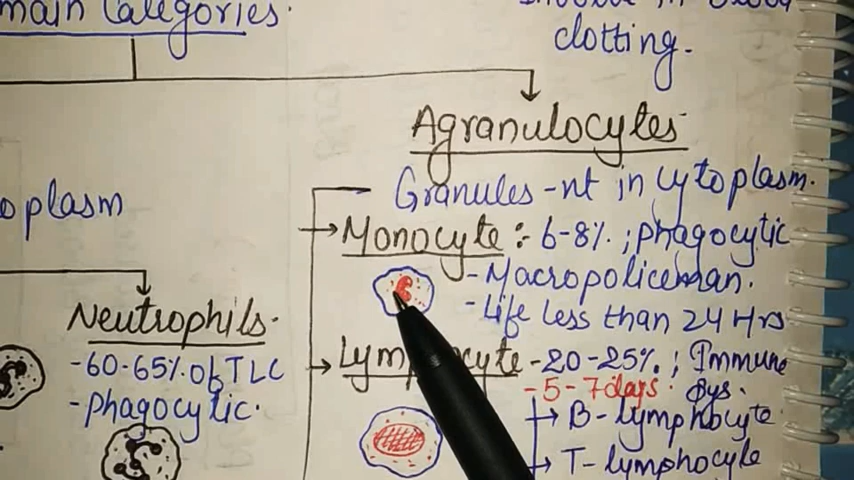 main Categories.
clotting.
Agranulocytes
Granules -nt in cytoplasm.
oplasm
Monocyte :- 6-8% ; phagocytic
- Macropoliceman.
- Life less than 24 Hrs
Neutrophils.
- 60-65% of TLC
- phagocytic.
Lymphocyte - 20-25% ; Immune
- 5-7 days. sys.
B - lymphocyte
T - lymphocyte